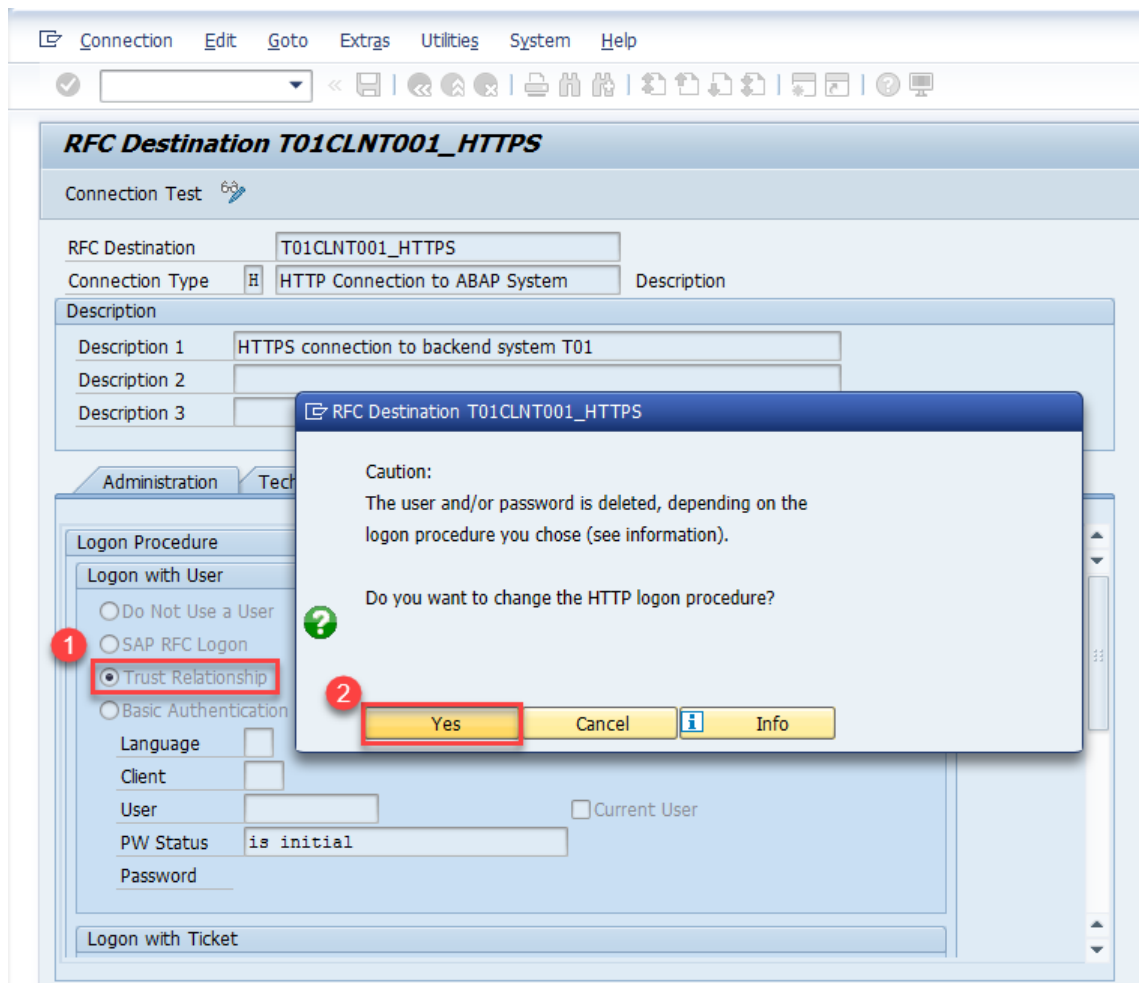 Connection Edit Goto Extras Utilities System Help
RFC Destination T01CLNT001_HTTPS
Connection Test
RFC Destination T01CLNT001_HTTPS
Connection Type H HTTP Connection to ABAP System Description
Description
Description 1 HTTPS connection to backend system T01
Description 2
Description 3
RFC Destination T01CLNT001_HTTPS
Caution:
The user and/or password is deleted, depending on the
logon procedure you chose (see information).
Do you want to change the HTTP logon procedure?
2
Yes Cancel i Info
Administration Tech
Logon Procedure
Logon with User
Do Not Use a User
1 SAP RFC Logon
Trust Relationship
Basic Authentication
Language
Client
User Current User
PW Status is initial
Password
Logon with Ticket